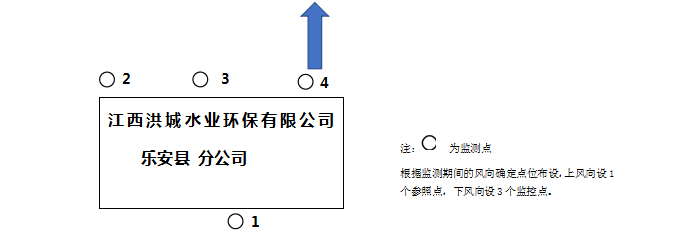 2
3
4
江西洪城水业环保有限公司
乐安县 分公司
1
注: 为监测点
根据监测期间的风向确定点位布设,上风向设1
个参照点, 下风向设3个监控点。